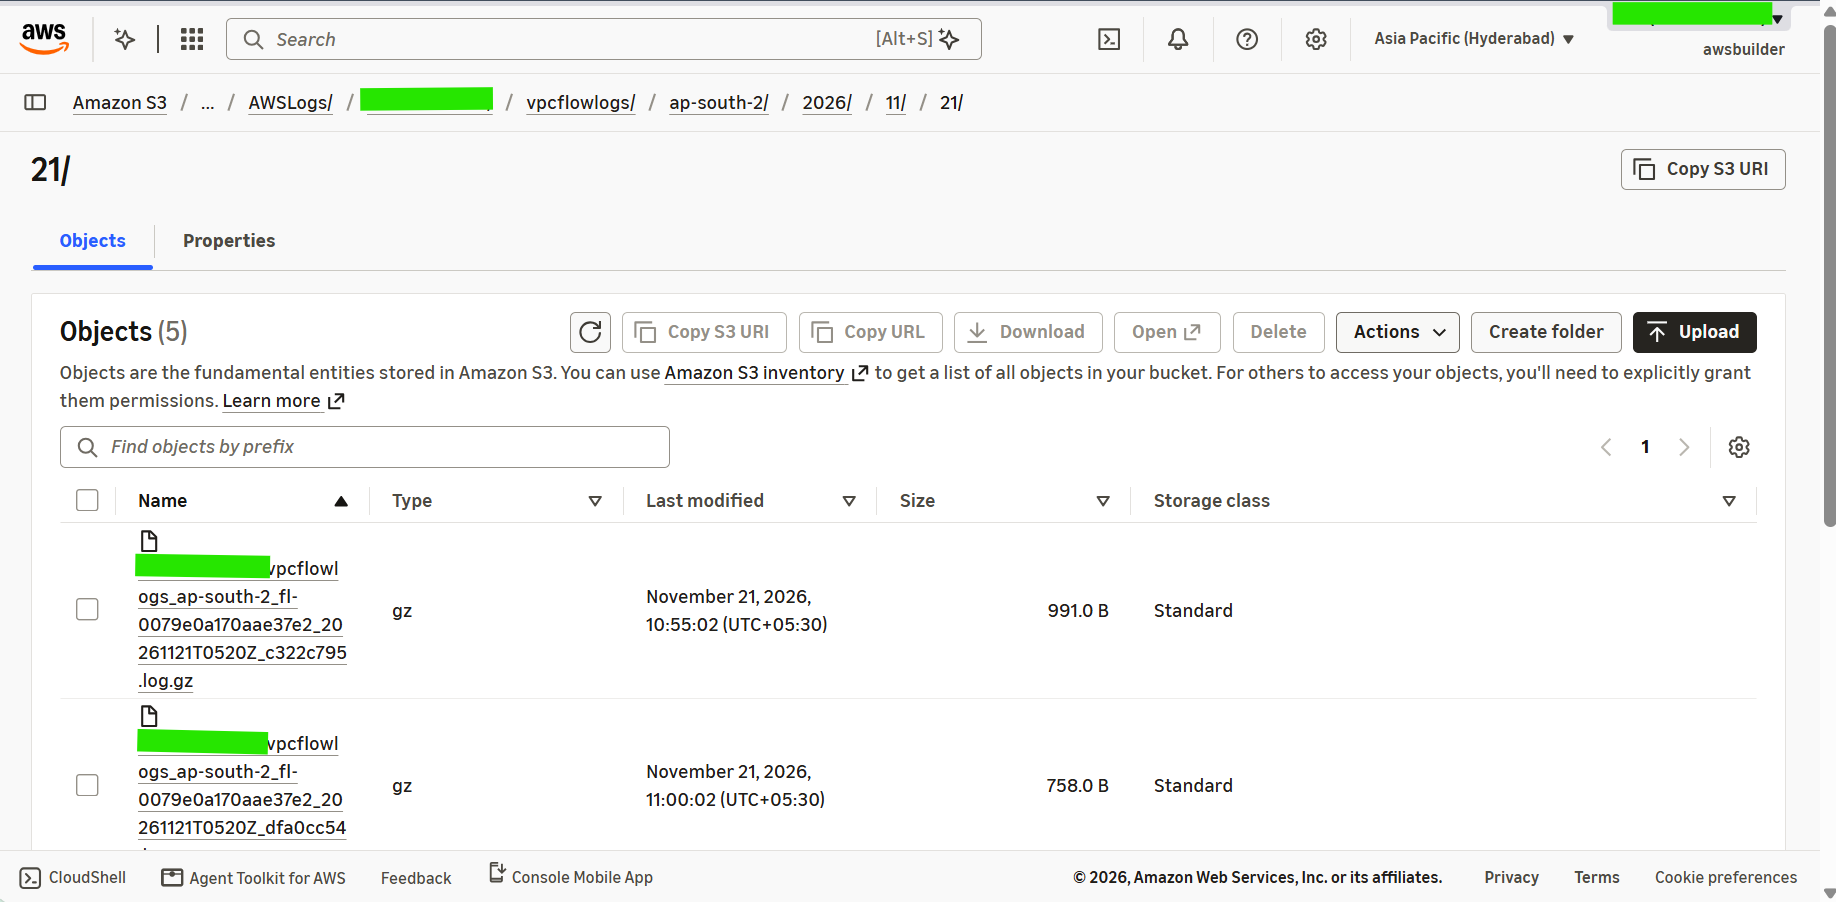 aws
Search [Alt+S]
Asia Pacific (Hyderabad)
awsbuilder
Amazon S3 / ... / AWSLogs/ / / vpcflowlogs/ / ap-south-2/ / 2026/ / 11/ / 21/
21/
Copy S3 URI
Objects
Properties
Objects (5)
Copy S3 URI
Copy URL
Download
Open
Delete
Actions
Create folder
Upload
Objects are the fundamental entities stored in Amazon S3. You can use Amazon S3 inventory to get a list of all objects in your bucket. For others to access your objects, you'll need to explicitly grant
them permissions. Learn more
Find objects by prefix
1
Name Type Last modified Size Storage class
vpcflowl
ogs_ap-south-2_fl-
0079e0a170aae37e2_20
261121T0520Z_c322c795
.log.gz
gz
November 21, 2026,
10:55:02 (UTC+05:30)
991.0 B
Standard
vpcflowl
ogs_ap-south-2_fl-
0079e0a170aae37e2_20
261121T0520Z_dfa0cc54
gz
November 21, 2026,
11:00:02 (UTC+05:30)
758.0 B
Standard
CloudShell
Agent Toolkit for AWS
Feedback
Console Mobile App
© 2026, Amazon Web Services, Inc. or its affiliates.
Privacy
Terms
Cookie preferences